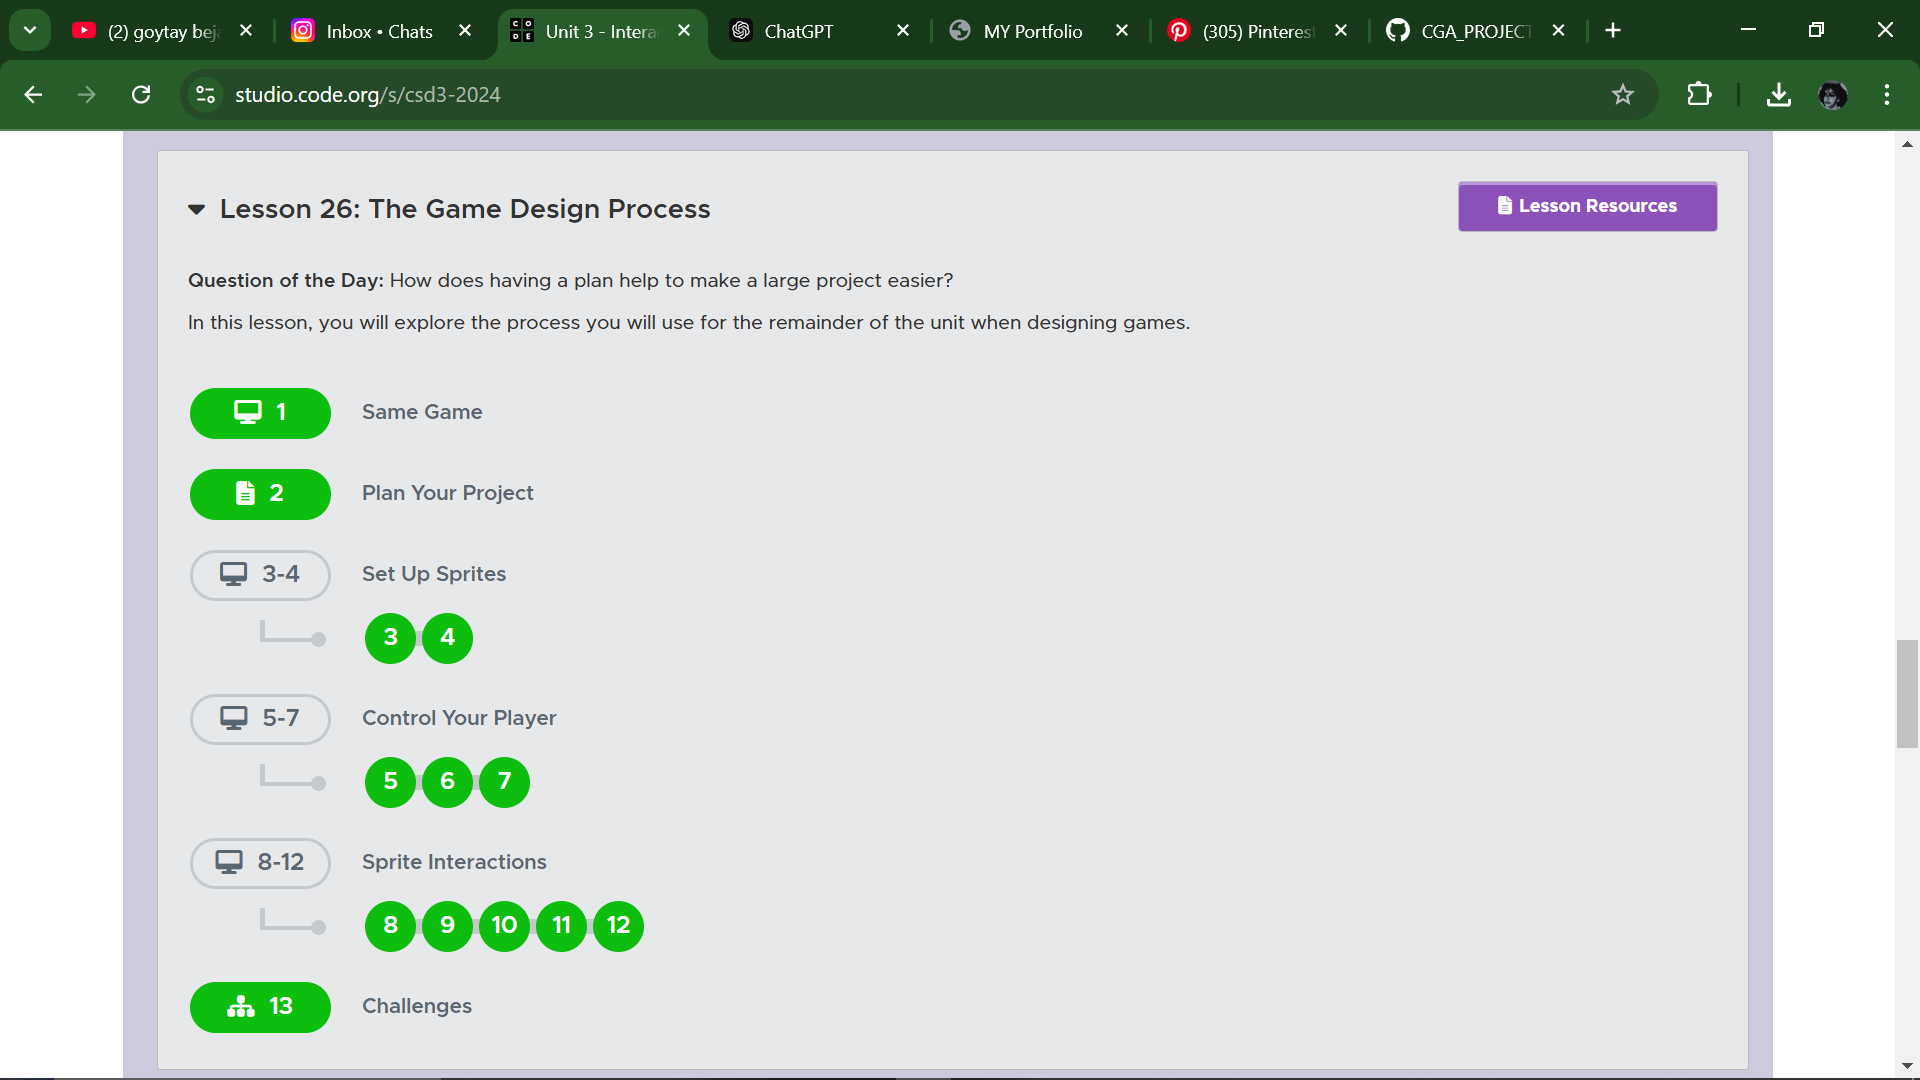 (2) goytay bej
Inbox • Chats
CODE
Unit 3 - Intera
ChatGPT
MY Portfolio
(305) Pinterest
CGA_PROJECT
studio.code.org/s/csd3-2024
Lesson 26: The Game Design Process
Lesson Resources
Question of the Day: How does having a plan help to make a large project easier?
In this lesson, you will explore the process you will use for the remainder of the unit when designing games.
1 Same Game
2 Plan Your Project
3-4 Set Up Sprites
3 4
5-7 Control Your Player
5 6 7
8-12 Sprite Interactions
8 9 10 11 12
13 Challenges